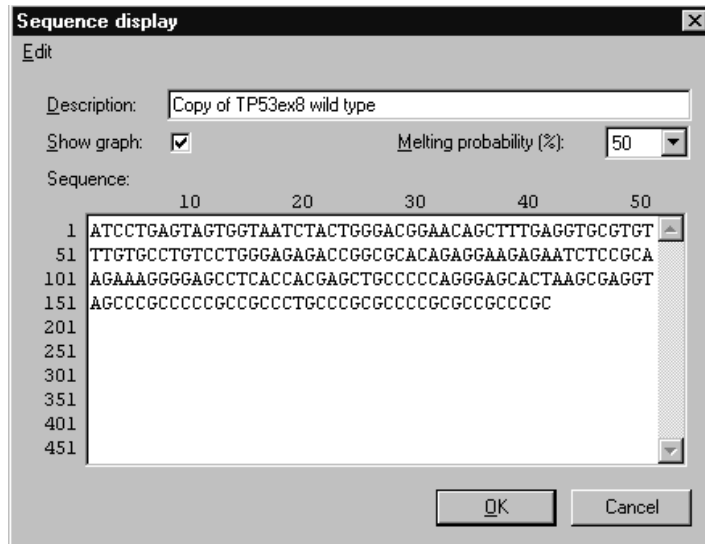 Sequence display
Edit
Description: Copy of TP53ex8 wild type
Show graph: Melting probability (%): 50
Sequence:
10 20 30 40 50
1 ATCCTGAGTAGTGGTAATCTACTGGGACGGAACAGCTTTGAGGTGCGTGT
51 TTGTGCCTGTCCTGGGAGAGACCGGCGCACAGAGGAAGAGAATCTCCGCA
101 AGAAAGGGGAGCCTCACCACGAGCTGCCCCCAGGGAGCACTAAGCGAGGT
151 AGCCCGCCCCCGCCGCCCTGCCCGCGCCCCGCGCCGCCCGC
201
251
301
351
401
451
OK Cancel